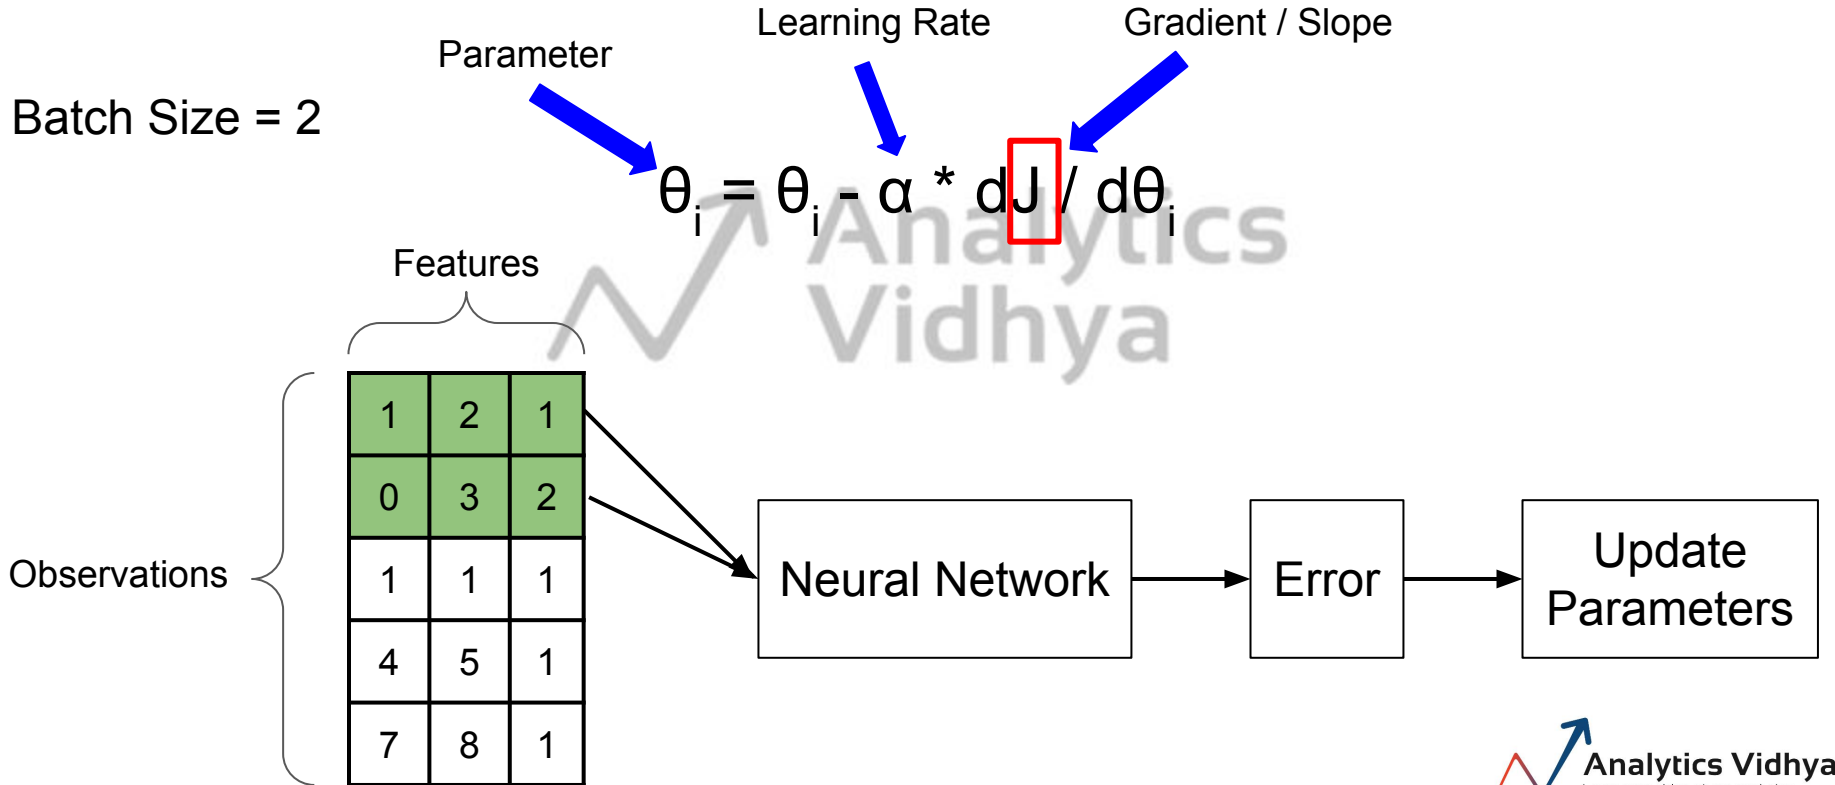 Learning Rate
Gradient / Slope
Parameter
Batch Size = 2
θi = θi - α * dJ / dθi
Analytics
Vidhya
Features
1 2 1
0 3 2
1 1 1
4 5 1
7 8 1
Observations
Neural Network
Error
Update
Parameters
Analytics Vidhya